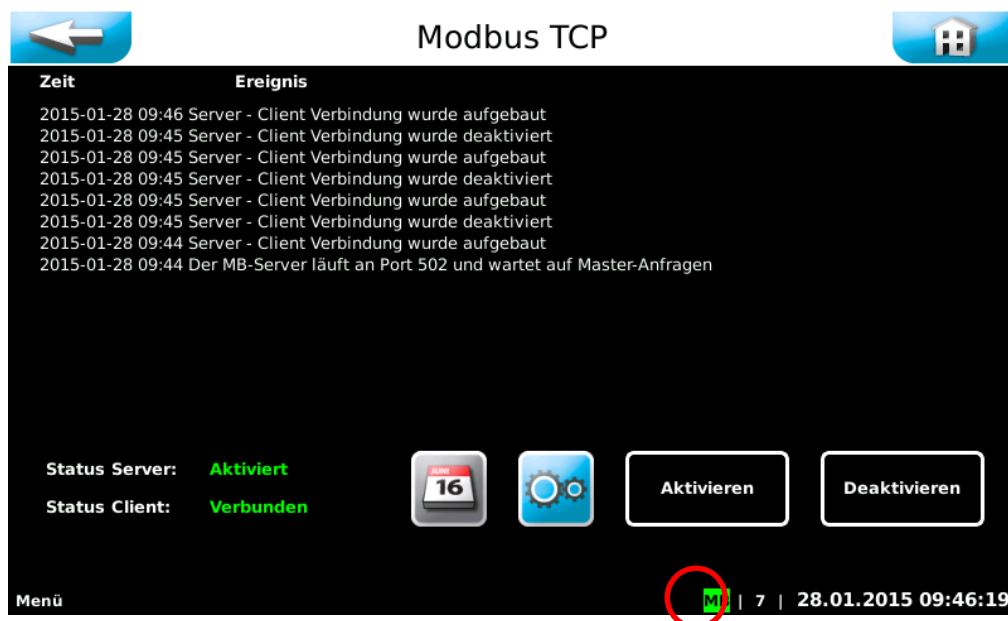 Modbus TCP
Zeit Ereignis
2015-01-28 09:46 Server - Client Verbindung wurde aufgebaut
2015-01-28 09:45 Server - Client Verbindung wurde deaktiviert
2015-01-28 09:45 Server - Client Verbindung wurde aufgebaut
2015-01-28 09:45 Server - Client Verbindung wurde deaktiviert
2015-01-28 09:45 Server - Client Verbindung wurde aufgebaut
2015-01-28 09:45 Server - Client Verbindung wurde deaktiviert
2015-01-28 09:44 Server - Client Verbindung wurde aufgebaut
2015-01-28 09:44 Der MB-Server läuft an Port 502 und wartet auf Master-Anfragen
Status Server: Aktiviert
Status Client: Verbunden
JUNI
16
Aktivieren
Deaktivieren
Menü
MB | 7 | 28.01.2015 09:46:19